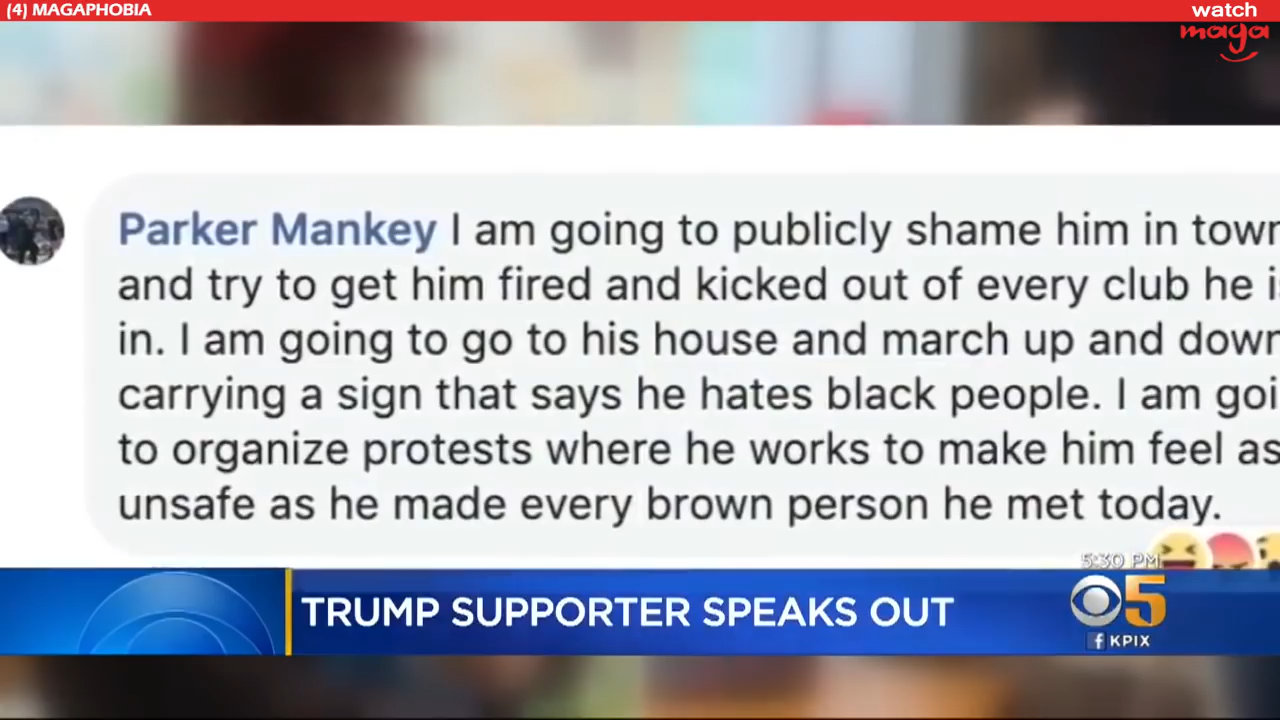 (4) MAGAPHOBIA
watch
maga
Parker Mankey I am going to publicly shame him in town
and try to get him fired and kicked out of every club he is
in. I am going to go to his house and march up and down
carrying a sign that says he hates black people. I am goi
to organize protests where he works to make him feel as
unsafe as he made every brown person he met today.
5:30 PM
TRUMP SUPPORTER SPEAKS OUT
5
f KPIX